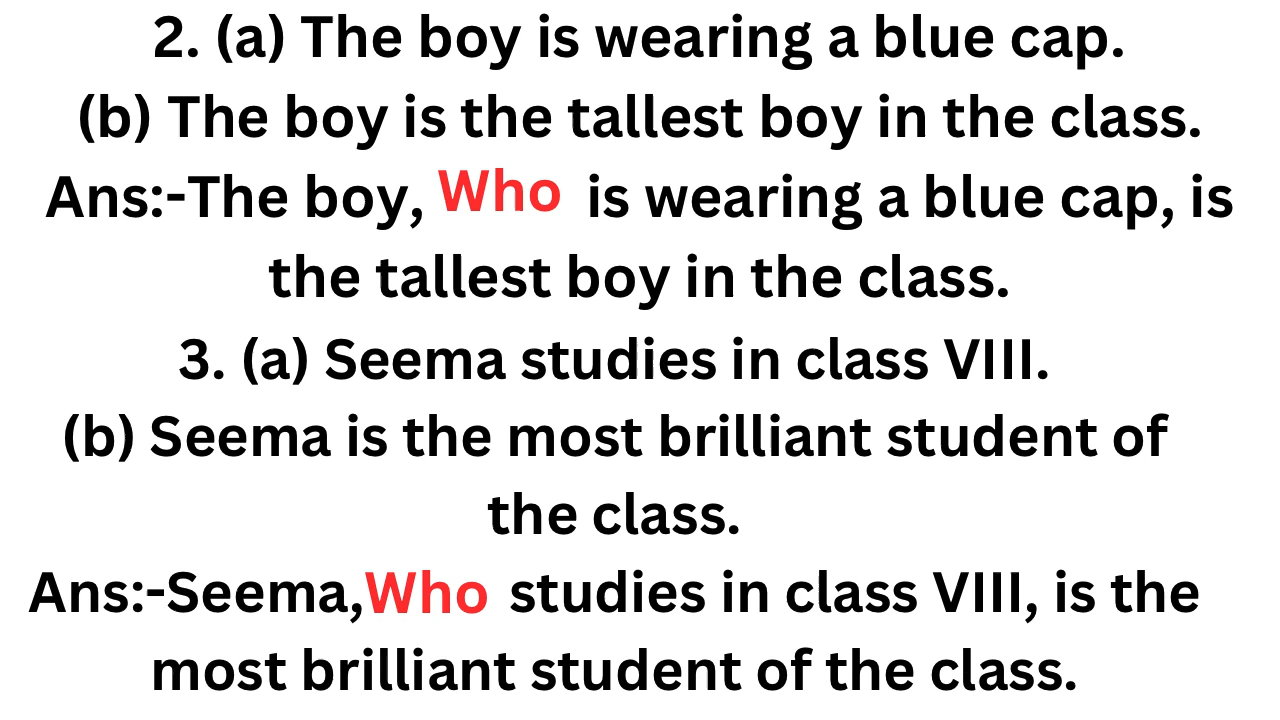 2. (a) The boy is wearing a blue cap.
(b) The boy is the tallest boy in the class.
Ans:-The boy, Who is wearing a blue cap, is
the tallest boy in the class.
3. (a) Seema studies in class VIII.
(b) Seema is the most brilliant student of
the class.
Ans:-Seema,Who studies in class VIII, is the
most brilliant student of the class.